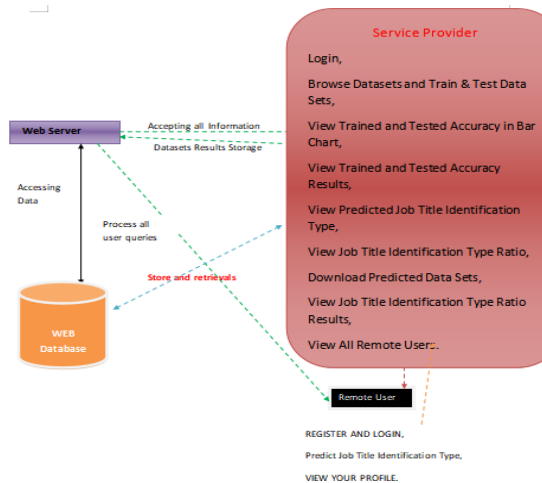 Service Provider
Login,
Browse Datasets and Train & Test Data
Sets,
View Trained and Tested Accuracy in Bar
Chart,
View Trained and Tested Accuracy
Results,
View Predicted Job Title Identification
Type,
View Job Title Identification Type Ratio,
Download Predicted Data Sets,
View Job Title Identification Type Ratio
Results,
View All Remote Users.
Web Server
Accepting all Information
Datasets Results Storage
Accessing
Data
Process all
user queries
Store and retrievals
WEB
Database
Remote User
REGISTER AND LOGIN,
Predict Job Title Identification Type,
VIEW YOUR PROFILE.